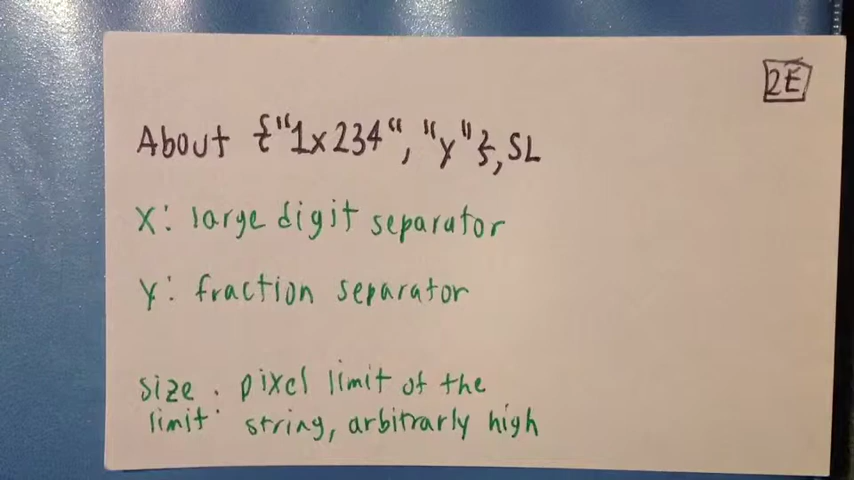 2E
About {"1x234", "y"}, SL
X: large digit separator
Y: fraction separator
size limit: pixel limit of the
string, arbitrarly high